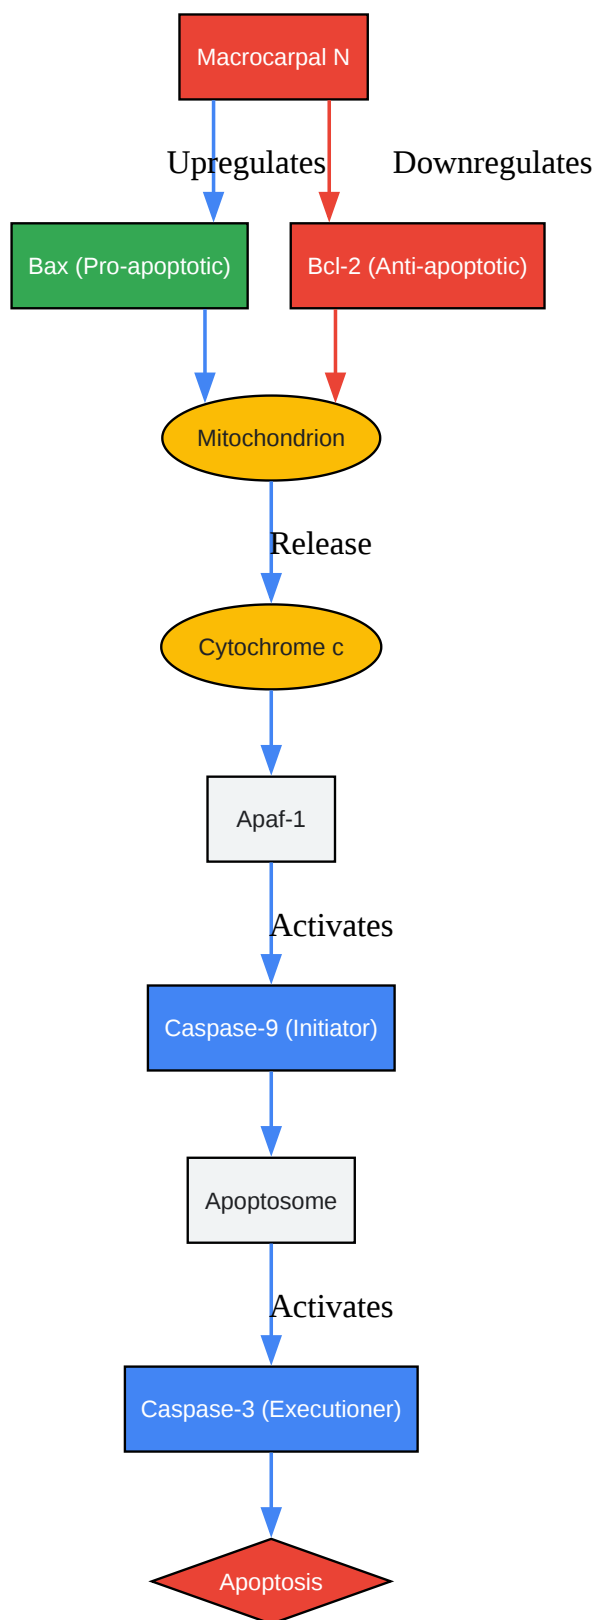 Macrocarpal N
Upregulates
Downregulates
Bax (Pro-apoptotic)
Bcl-2 (Anti-apoptotic)
Mitochondrion
Release
Cytochrome c
Apaf-1
Activates
Caspase-9 (Initiator)
Apoptosome
Activates
Caspase-3 (Executioner)
Apoptosis